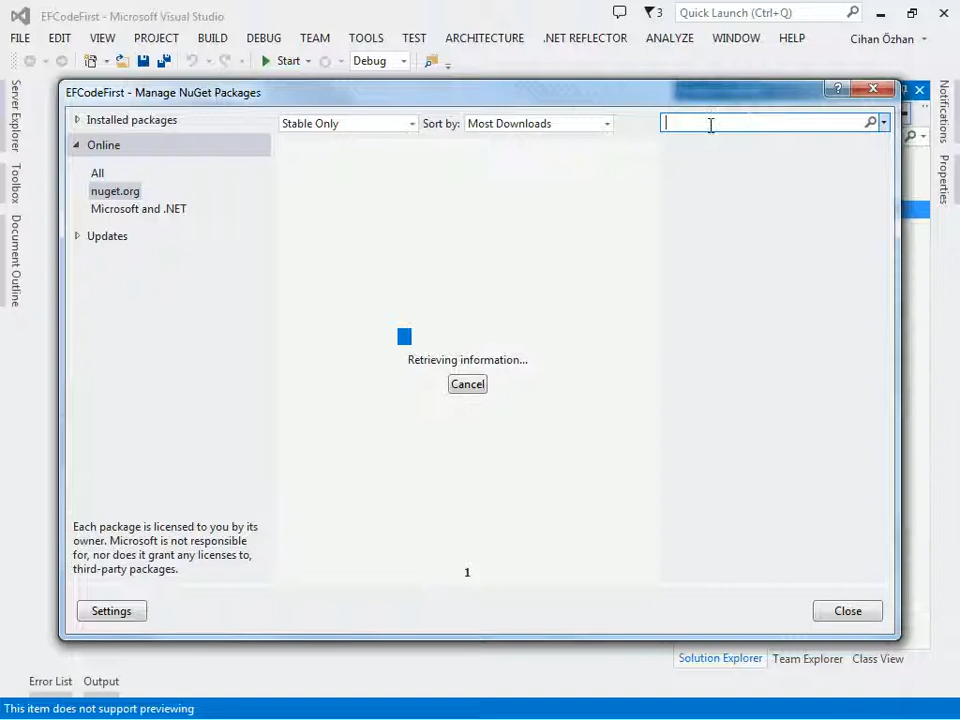 EFCodeFirst - Microsoft Visual Studio
3
Quick Launch (Ctrl+Q)
FILE EDIT VIEW PROJECT BUILD DEBUG TEAM TOOLS TEST ARCHITECTURE .NET REFLECTOR ANALYZE WINDOW HELP Cihan Özhan
Start Debug
EFCodeFirst - Manage NuGet Packages
?
Installed packages
Stable Only
Sort by: Most Downloads
Online
All
nuget.org
Microsoft and .NET
Updates
Retrieving information...
Cancel
Each package is licensed to you by its
owner. Microsoft is not responsible
for, nor does it grant any licenses to,
third-party packages.
1
Settings
Close
Server Explorer
Toolbox
Document Outline
Notifications
Properties
Solution Explorer Team Explorer Class View
Error List Output
This item does not support previewing